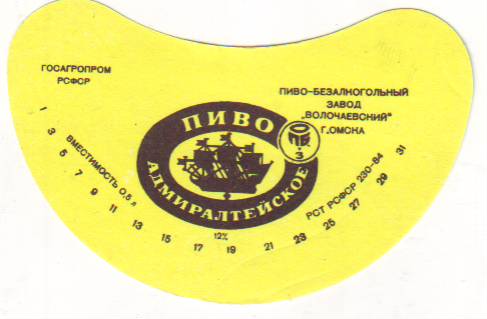 ГОСАГРОПРОМ
РСФСР
ПИВО-БЕЗАЛКОГОЛЬНЫЙ
ЗАВОД
„ВОЛОЧАЕВСКИЙ"
Г.ОМСКА
ПИВО
АДМИРАЛТЕЙСКОЕ
ПБ
З
ВМЕСТИМОСТЬ 0,5 л
12%
РСТ РСФСР 230-84
1 3 5 7 9 11 13 15 17 19 21 23 25 27 29 31